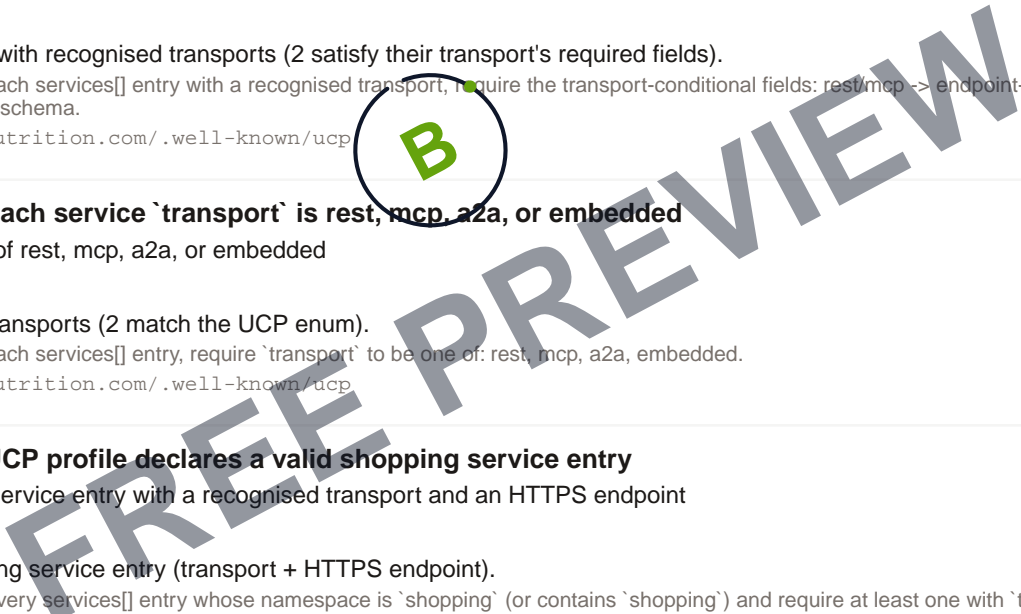 with recognised transports (2 satisfy their transport's required fields).
ach services[] entry with a recognised transport, require the transport-conditional fields: rest/mcp -> endpoint-
schema.
utrition.com/.well-known/ucp
B
ach service `transport` is rest, mcp, a2a, or embedded
of rest, mcp, a2a, or embedded
ansports (2 match the UCP enum).
ach services[] entry, require `transport` to be one of: rest, mcp, a2a, embedded.
utrition.com/.well-known/ucp
UCP profile declares a valid shopping service entry
ervice entry with a recognised transport and an HTTPS endpoint
ng service entry (transport + HTTPS endpoint).
very services[] entry whose namespace is `shopping` (or contains `shopping`) and require at least one with `t
FREE PREVIEW